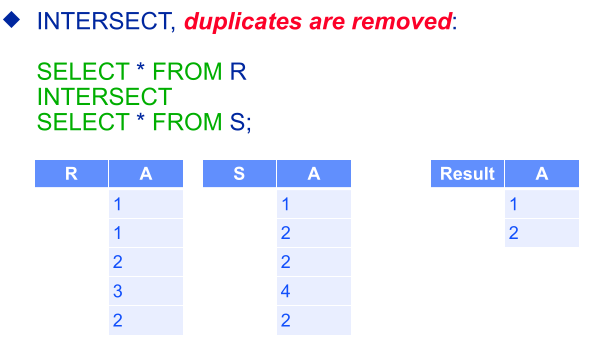 ◆ INTERSECT, duplicates are removed:
SELECT * FROM R
INTERSECT
SELECT * FROM S;
R A S A Result A
1 1 1
1 2 2
2 2
3 4
2 2